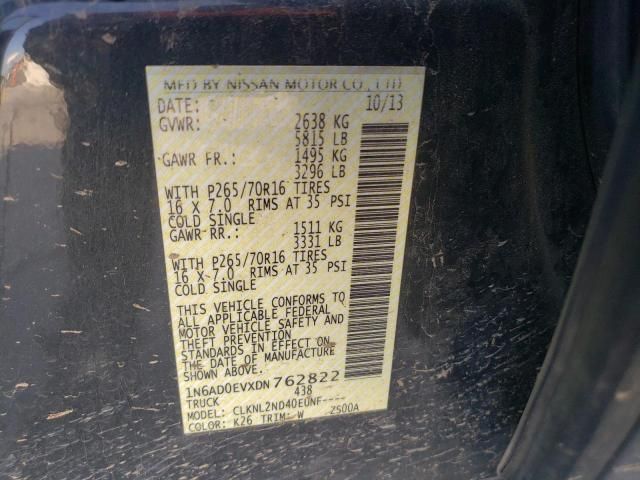 MFD BY NISSAN MOTOR CO., LTD
DATE: 10/13
GVWR: 2638 KG
5815 LB
GAWR FR.: 1495 KG
3296 LB
WITH P265/70R16 TIRES
16 X 7.0 RIMS AT 35 PSI
COLD SINGLE
GAWR RR.: 1511 KG
3331 LB
WITH P265/70R16 TIRES
16 X 7.0 RIMS AT 35 PSI
COLD SINGLE
THIS VEHICLE CONFORMS TO
ALL APPLICABLE FEDERAL
MOTOR VEHICLE SAFETY AND
THEFT PREVENTION
STANDARDS IN EFFECT ON
THE DATE OF MANUFACTURE
SHOWN ABOVE.
1N6AD0EVXDN762822
TRUCK 438
MODEL: CLKNL2ND40EUNF----
COLOR: K26 TRIM: W ZS00A